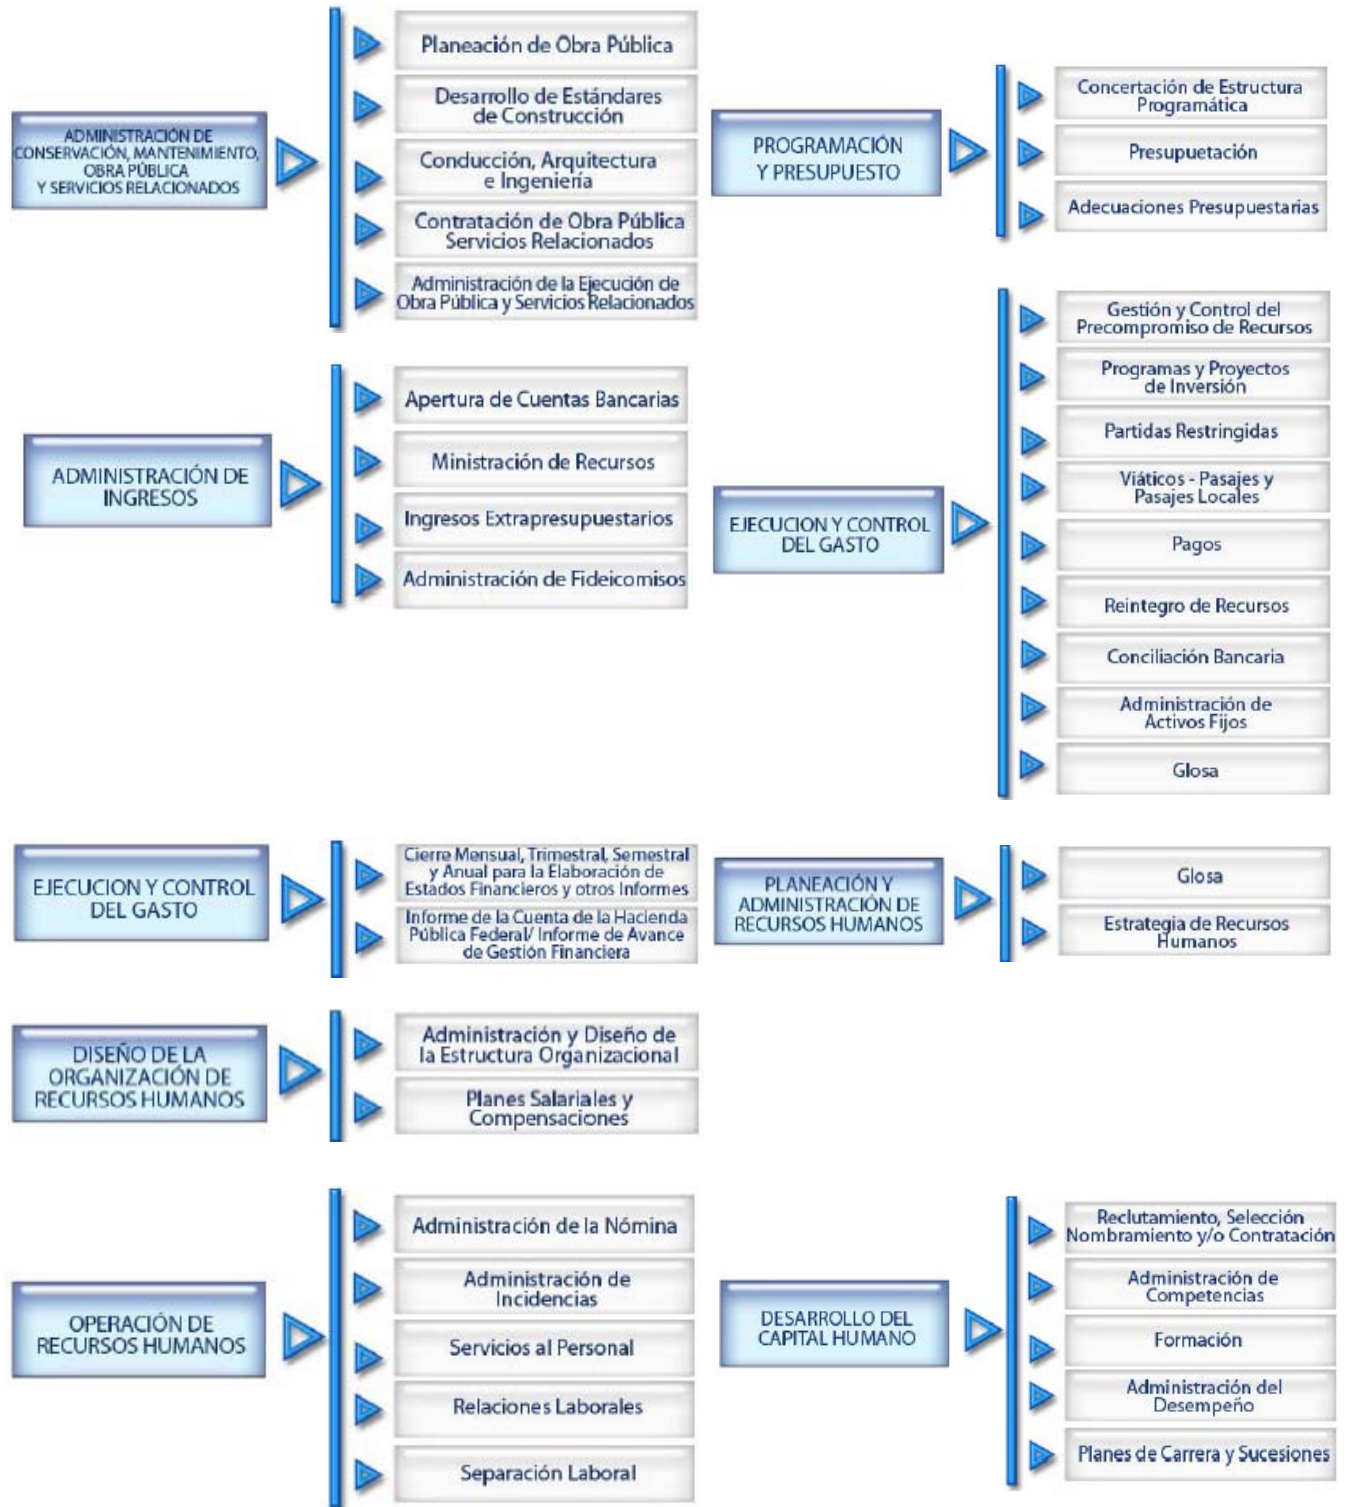 ADMINISTRACIÓN DE
CONSERVACIÓN, MANTENIMIENTO,
OBRA PÚBLICA
Y SERVICIOS RELACIONADOS
Planeación de Obra Pública
Desarrollo de Estándares
de Construcción
Conducción, Arquitectura
e Ingeniería
Contratación de Obra Pública
Servicios Relacionados
Administración de la Ejecución de
Obra Pública y Servicios Relacionados
PROGRAMACIÓN
Y PRESUPUESTO
Concertación de Estructura
Programática
Presupuetación
Adecuaciones Presupuestarias
ADMINISTRACIÓN DE
INGRESOS
Apertura de Cuentas Bancarias
Ministración de Recursos
Ingresos Extrapresupuestarios
Administración de Fideicomisos
EJECUCION Y CONTROL
DEL GASTO
Gestión y Control del
Precompromiso de Recursos
Programas y Proyectos
de Inversión
Partidas Restringidas
Viáticos - Pasajes y
Pasajes Locales
Pagos
Reintegro de Recursos
Conciliación Bancaria
Administración de
Activos Fijos
Glosa
EJECUCION Y CONTROL
DEL GASTO
Cierre Mensual, Trimestral, Semestral
y Anual para la Elaboración de
Estados Financieros y otros Informes
Informe de la Cuenta de la Hacienda
Pública Federal/ Informe de Avance
de Gestión Financiera
PLANEACIÓN Y
ADMINISTRACIÓN DE
RECURSOS HUMANOS
Glosa
Estrategia de Recursos
Humanos
DISEÑO DE LA
ORGANIZACIÓN DE
RECURSOS HUMANOS
Administración y Diseño de
la Estructura Organizacional
Planes Salariales y
Compensaciones
OPERACIÓN DE
RECURSOS HUMANOS
Administración de la Nómina
Administración de
Incidencias
Servicios al Personal
Relaciones Laborales
Separación Laboral
DESARROLLO DEL
CAPITAL HUMANO
Reclutamiento, Selección
Nombramiento y/o Contratación
Administración de
Competencias
Formación
Administración del
Desempeño
Planes de Carrera y Sucesiones